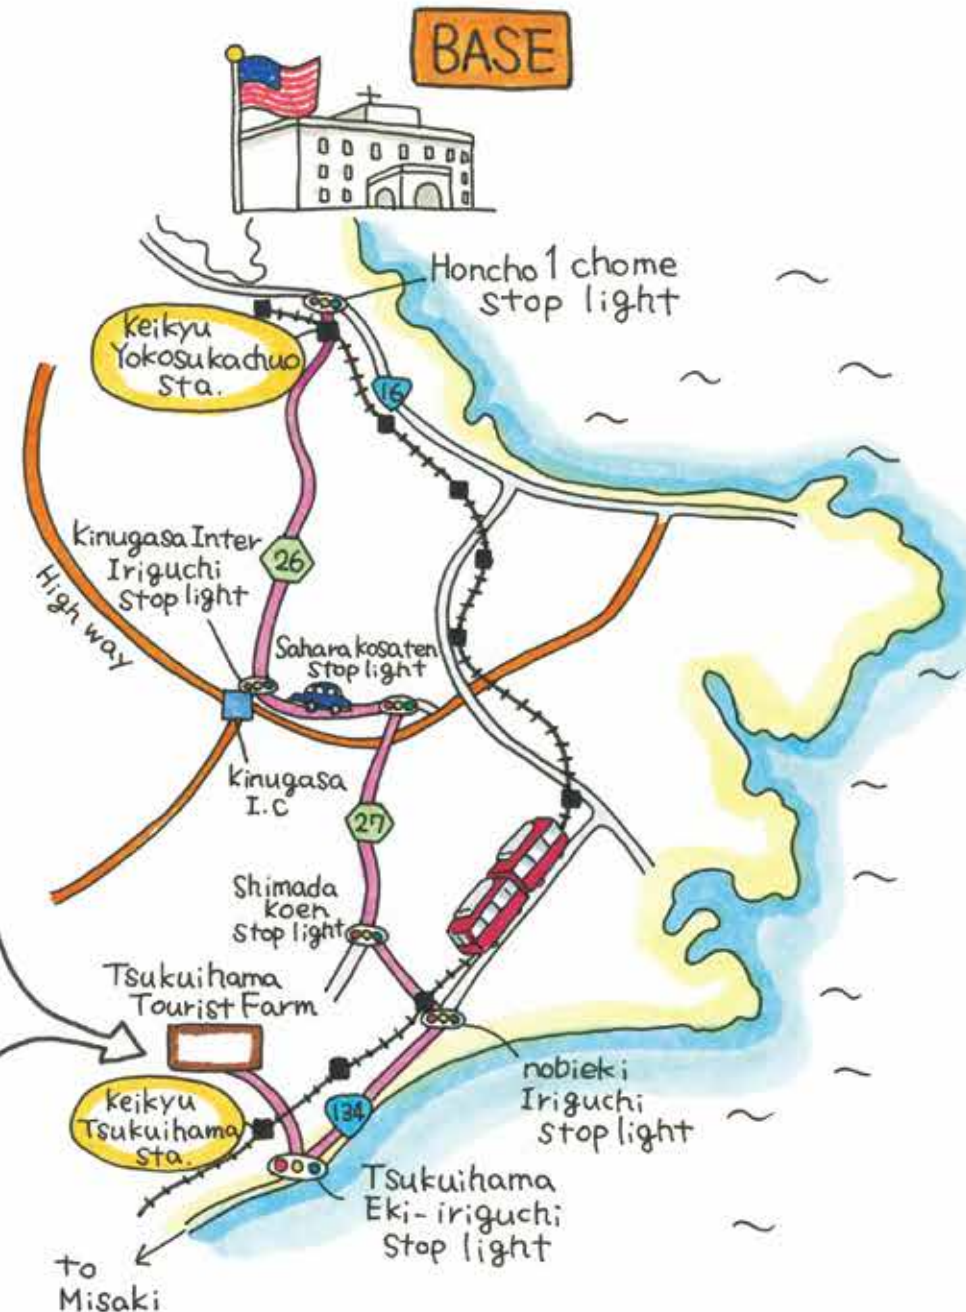 BASE
Honcho 1 chome
stop light
Keikyu
Yokosukachuo
Sta.
16
Kinugasa Inter
Iriguchi
Stop light
26
High way
Sahara kosaten
Stop light
Kinugasa
I.C
27
Shimada
Koen
Stop light
Tsukuihama
Tourist Farm
Keikyu
Tsukuihama
Sta.
134
nobieki
Iriguchi
Stop light
Tsukuihama
Eki-iriguchi
Stop light
to
Misaki